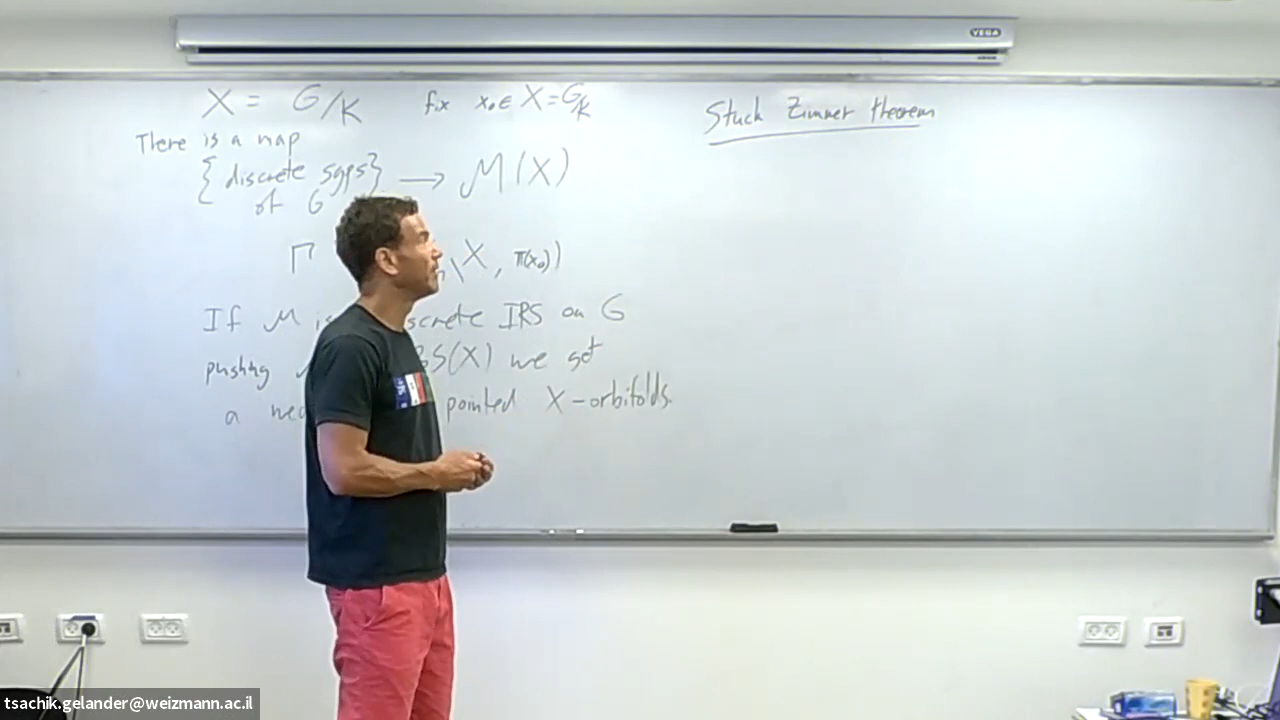 X = G/K fix x₀ ∈ X = G/K
There is a map
{discrete sgps} → M(X)
of G
Γ \X, π(x₀))
If M is screte IRS on G
pushing BS(X) we get
a pointed X-orbifolds.
Stuck Zimmer theorem
VEGA
tsachik.gelander@weizmann.ac.il